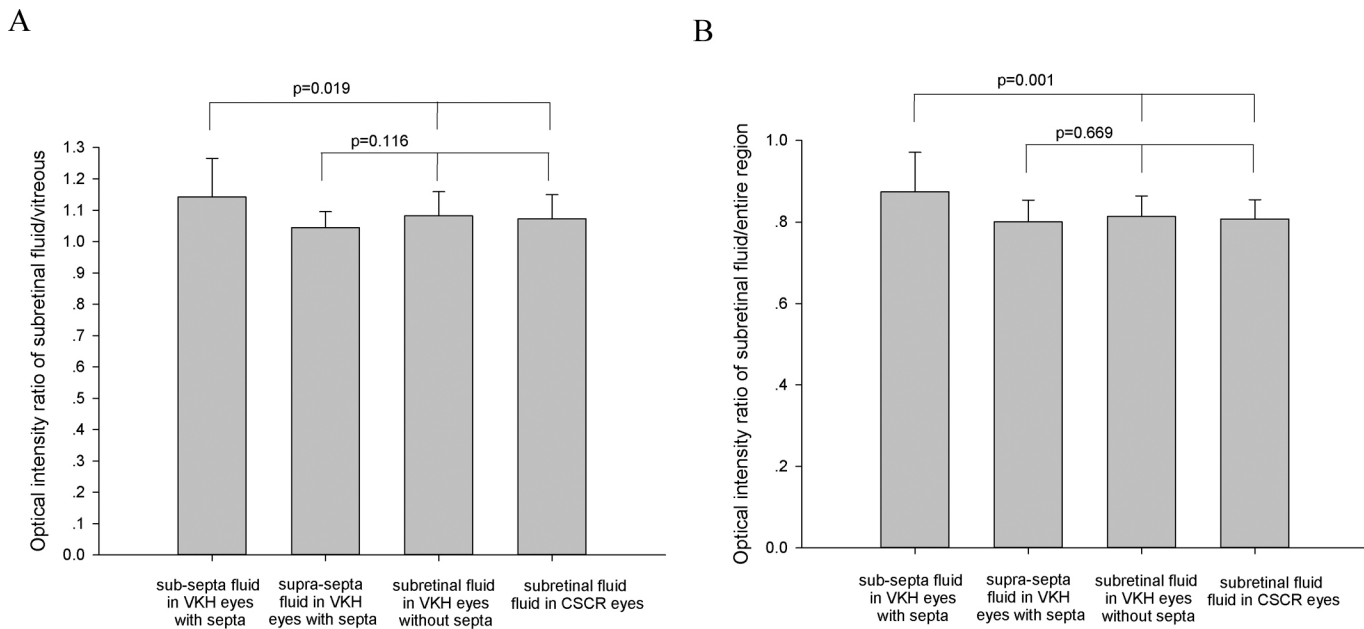 A
p=0.019
p=0.116
Optical intensity ratio of subretinal fluid/vitreous
1.3
1.2
1.1
1.0
.9
.8
.7
.6
.5
.4
.3
.2
.1
0.0
sub-septa fluid
in VKH eyes
with septa
supra-septa
fluid in VKH
eyes with septa
subretinal fluid
in VKH eyes
without septa
subretinal fluid
fluid in CSCR eyes
B
p=0.001
p=0.669
Optical intensity ratio of subretinal fluid/entire region
1.0
.8
.6
.4
.2
0.0
sub-septa fluid
in VKH eyes
with septa
supra-septa
fluid in VKH
eyes with septa
subretinal fluid
in VKH eyes
without septa
subretinal fluid
fluid in CSCR eyes